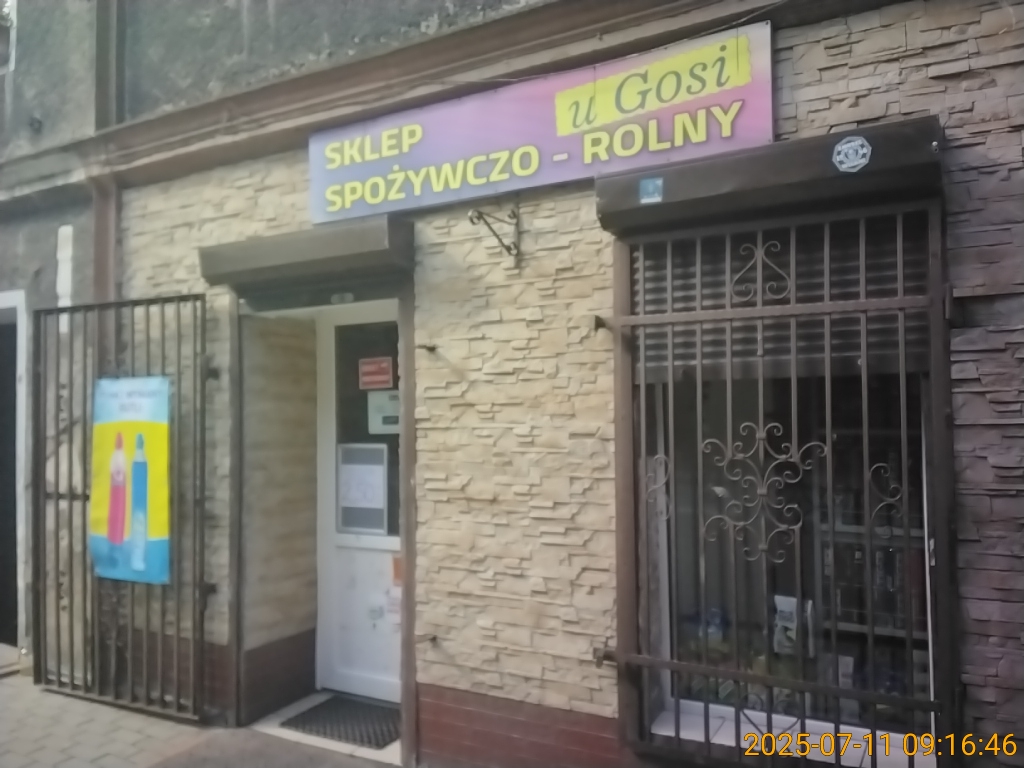 u Gosi
SKLEP
SPOŻYWCZO - ROLNY
2025-07-11 09:16:46